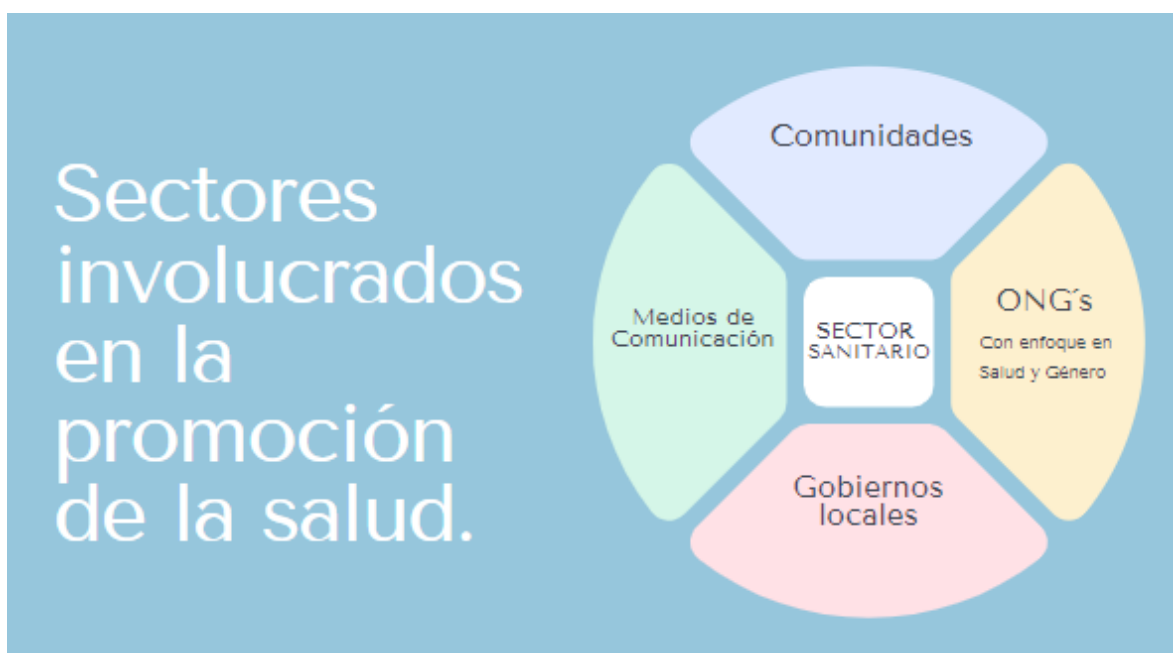 Sectores
involucrados
en la
promoción
de la salud.
Comunidades
Medios de
Comunicación
SECTOR
SANITARIO
ONG´s
Con enfoque en
Salud y Género
Gobiernos
locales